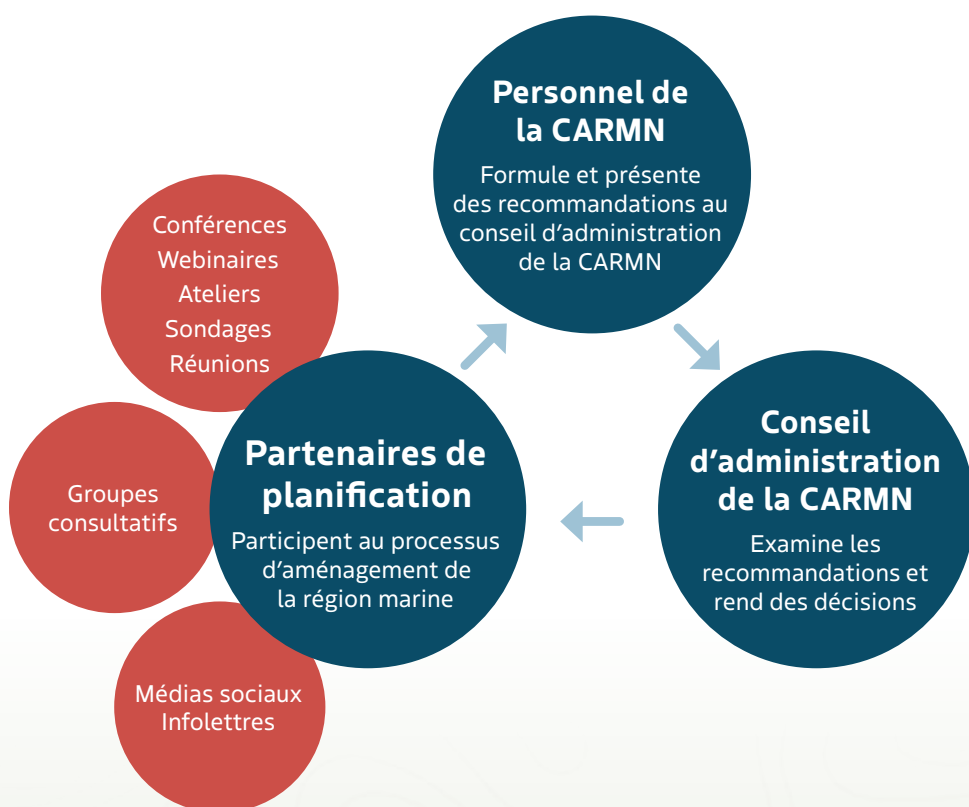 Personnel de
la CARMN
Formule et présente
des recommandations au
conseil d'administration
de la CARMN
Conférences
Webinaires
Ateliers
Sondages
Réunions
Groupes
consultatifs
Médias sociaux
Infolettres
Partenaires de
planification
Participent au processus
d'aménagement de
la région marine
Conseil
d'administration
de la CARMN
Examine les
recommandations et
rend des décisions